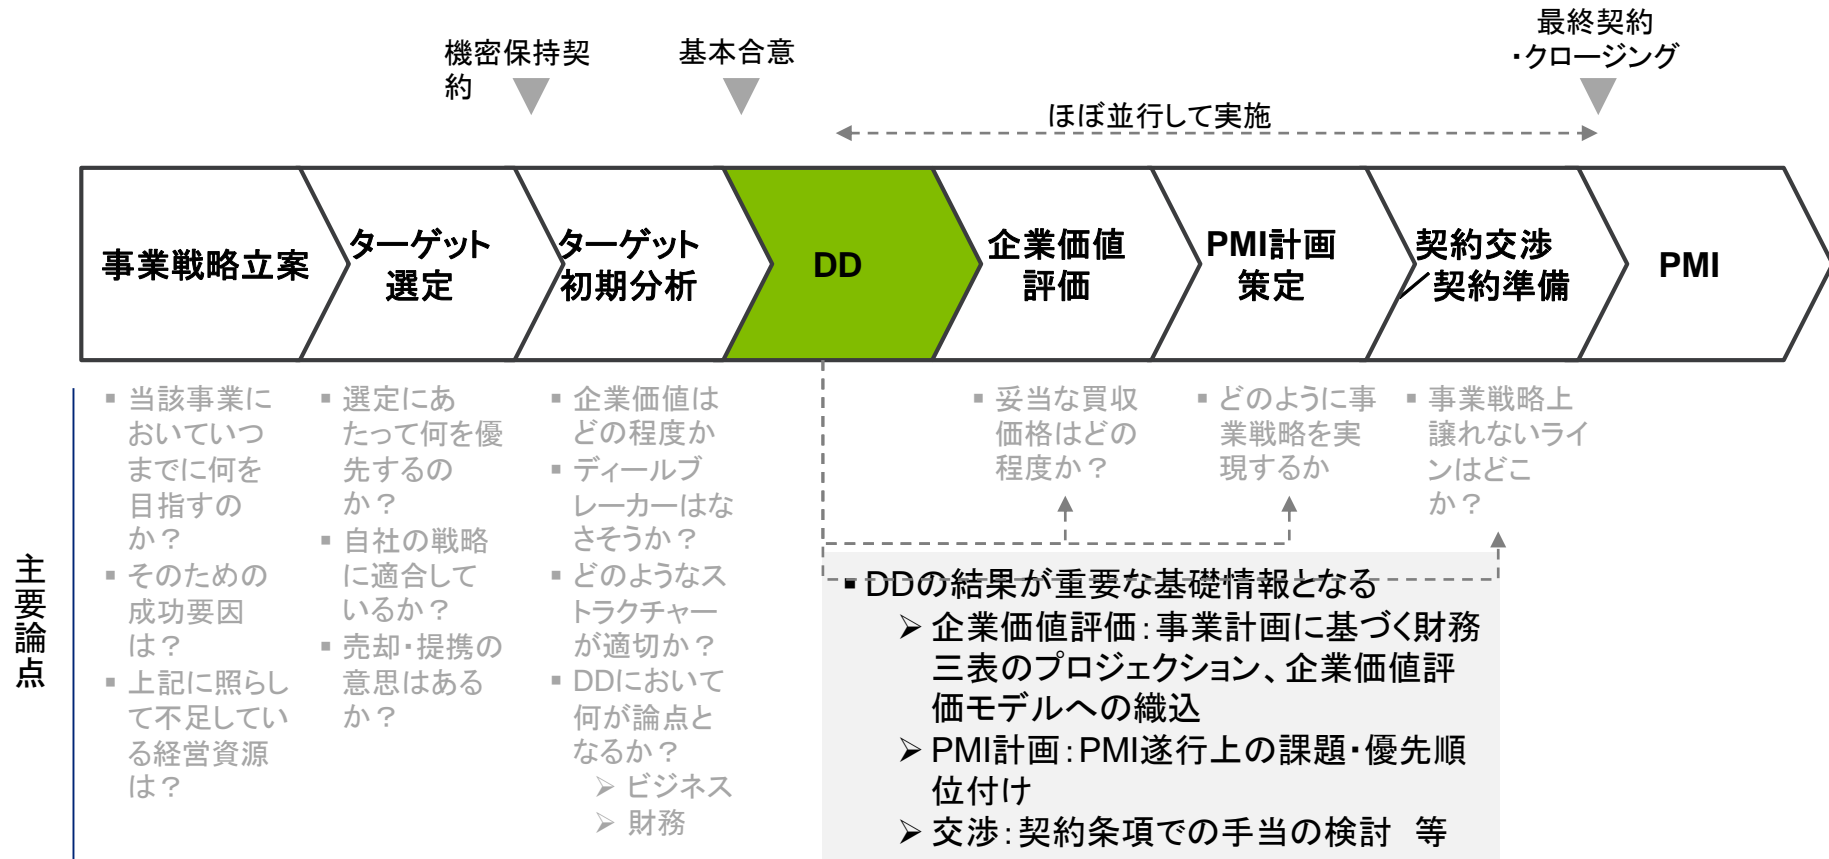 機密保持契
約
基本合意
最終契約
・クロージング
ほぼ並行して実施
事業戦略立案
ターゲット
選定
ターゲット
初期分析
DD
企業価値
評価
PMI計画
策定
契約交渉
／契約準備
PMI
主要論点
▪ 当該事業に
おいていつ
までに何を
目指すの
か？
▪ そのための
成功要因
は？
▪ 上記に照らし
て不足してい
る経営資源
は？
▪ 選定にあ
たって何を優
先するの
か？
▪ 自社の戦略
に適合して
いるか？
▪ 売却・提携の
意思はある
か？
▪ 企業価値は
どの程度か
▪ ディールブ
レーカーはな
さそうか？
▪ どのようなス
トラクチャー
が適切か？
▪ DDにおいて
何が論点と
なるか？
➢ ビジネス
➢ 財務
▪ 妥当な買収
価格はどの
程度か？
▪ どのように事
業戦略を実
現するか
▪ 事業戦略上
譲れないライ
ンはどこ
か？
▪ DDの結果が重要な基礎情報となる
➢ 企業価値評価：事業計画に基づく財務
三表のプロジェクション、企業価値評
価モデルへの織込
➢ PMI計画：PMI遂行上の課題・優先順
位付け
➢ 交渉：契約条項での手当の検討　等